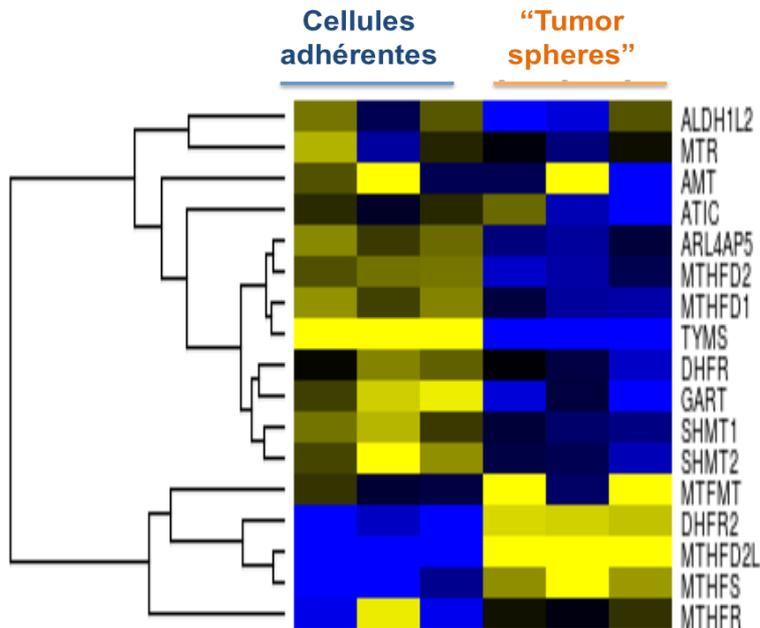 Cellules
adhérentes
“Tumor
spheres”
ALDH1L2
MTR
AMT
ATIC
ARL4AP5
MTHFD2
MTHFD1
TYMS
DHFR
GART
SHMT1
SHMT2
MTFMT
DHFR2
MTHFD2L
MTHFS
MTHFR